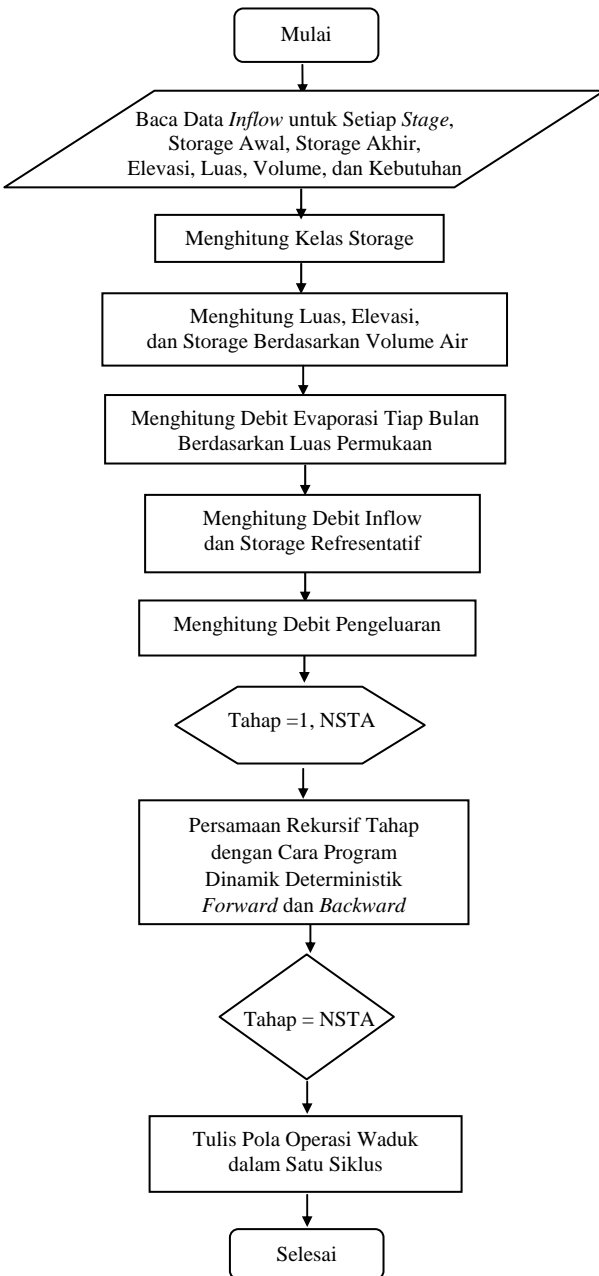 Mulai
Baca Data Inflow untuk Setiap Stage,
Storage Awal, Storage Akhir,
Elevasi, Luas, Volume, dan Kebutuhan
Menghitung Kelas Storage
Menghitung Luas, Elevasi,
dan Storage Berdasarkan Volume Air
Menghitung Debit Evaporasi Tiap Bulan
Berdasarkan Luas Permukaan
Menghitung Debit Inflow
dan Storage Refresentatif
Menghitung Debit Pengeluaran
Tahap =1, NSTA
Persamaan Rekursif Tahap
dengan Cara Program
Dinamik Deterministik
Forward dan Backward
Tahap = NSTA
Tulis Pola Operasi Waduk
dalam Satu Siklus
Selesai